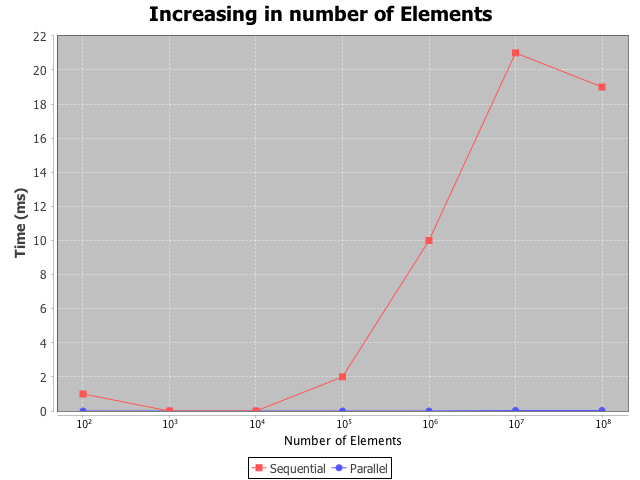 Increasing in number of Elements
22
20
18
16
14
12
10
8
6
4
2
0
Time (ms)
10² 10³ 10⁴ 10⁵ 10⁶ 10⁷ 10⁸
Number of Elements
Sequential Parallel